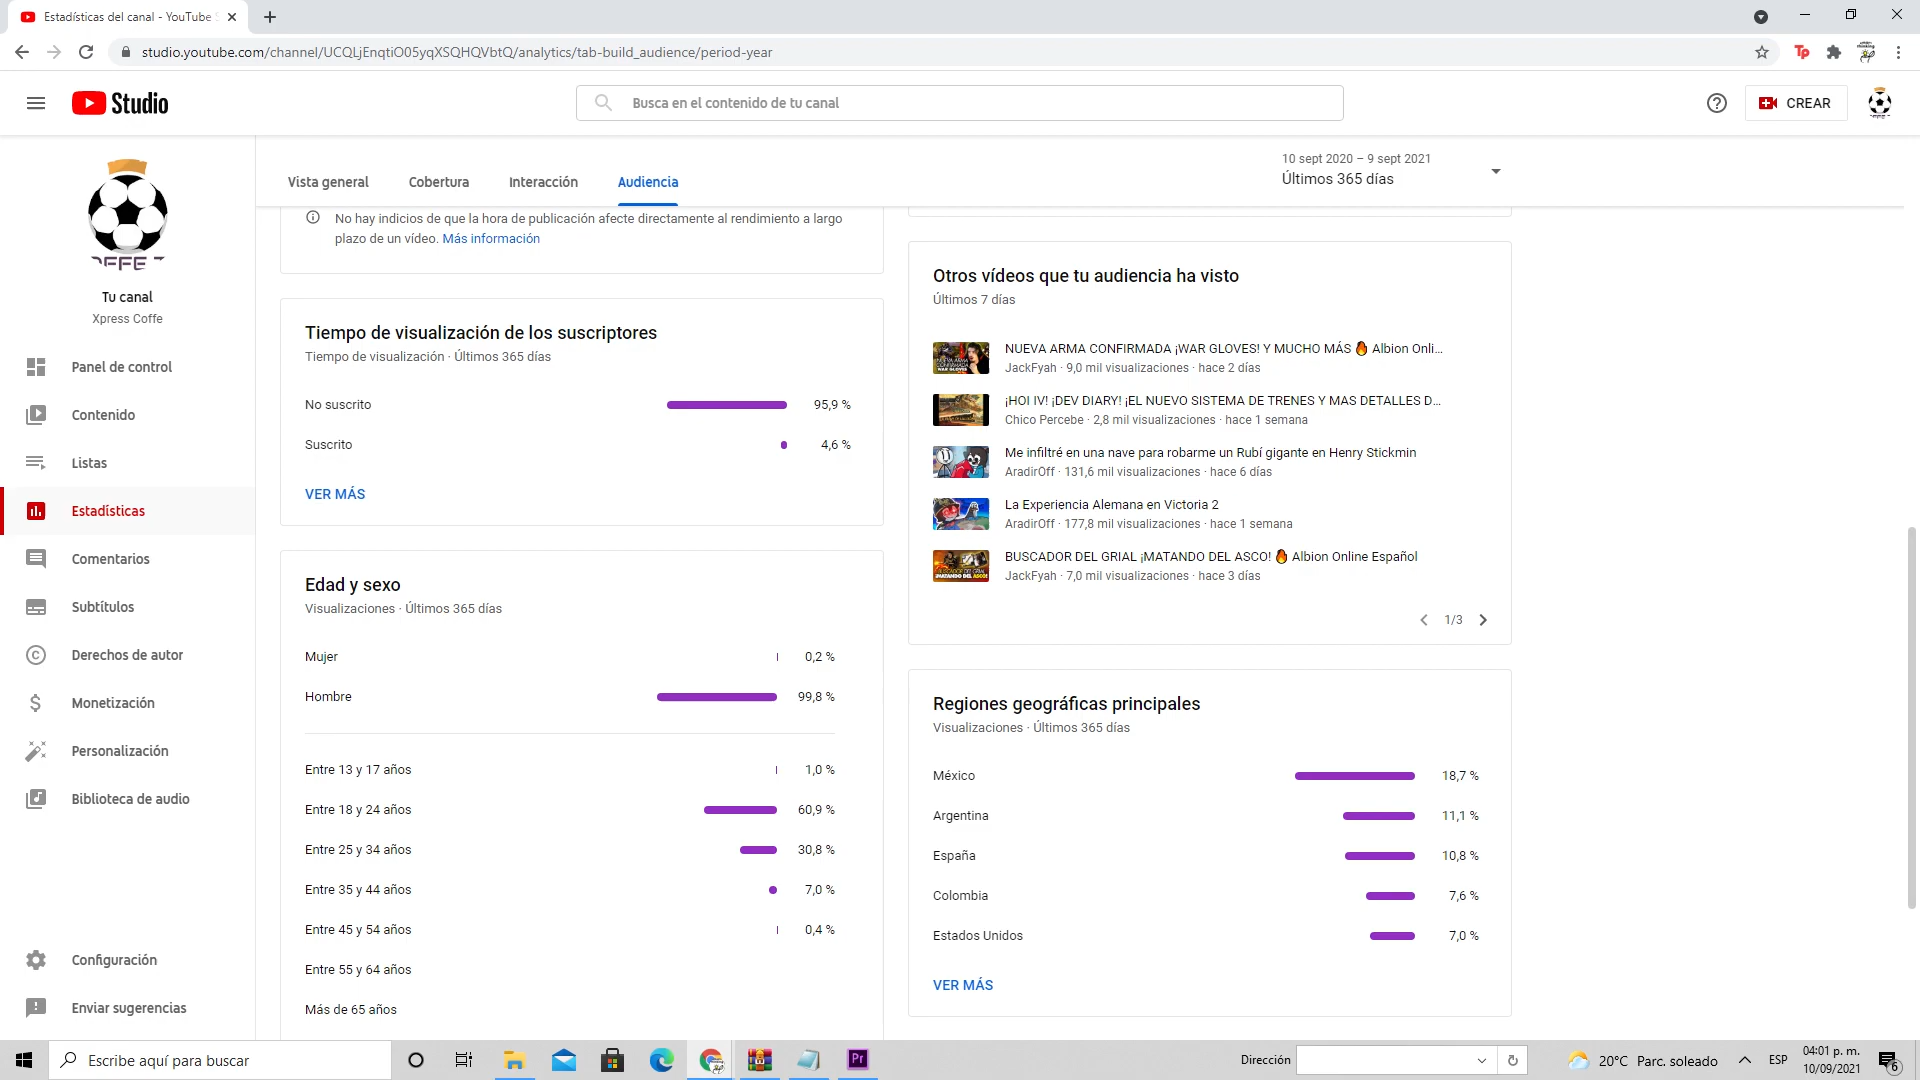 Estadísticas del canal - YouTube S
studio.youtube.com/channel/UCQLjEnqtiO05yqXSQHQVbtQ/analytics/tab-build_audience/period-year
Studio
Busca en el contenido de tu canal
CREAR
Tu canal
Xpress Coffe
Panel de control
Contenido
Listas
Estadísticas
Comentarios
Subtítulos
Derechos de autor
Monetización
Personalización
Biblioteca de audio
Configuración
Enviar sugerencias
Vista general
Cobertura
Interacción
Audiencia
10 sept 2020 – 9 sept 2021
Últimos 365 días
No hay indicios de que la hora de publicación afecte directamente al rendimiento a largo
plazo de un vídeo. Más información
Tiempo de visualización de los suscriptores
Tiempo de visualización · Últimos 365 días
No suscrito 95,9 %
Suscrito 4,6 %
VER MÁS
Edad y sexo
Visualizaciones · Últimos 365 días
Mujer 0,2 %
Hombre 99,8 %
Entre 13 y 17 años 1,0 %
Entre 18 y 24 años 60,9 %
Entre 25 y 34 años 30,8 %
Entre 35 y 44 años 7,0 %
Entre 45 y 54 años 0,4 %
Entre 55 y 64 años
Más de 65 años
Otros vídeos que tu audiencia ha visto
Últimos 7 días
NUEVA ARMA CONFIRMADA ¡WAR GLOVES! Y MUCHO MÁS 🔥 Albion Onli...
JackFyah · 9,0 mil visualizaciones · hace 2 días
¡HOI IV! ¡DEV DIARY! ¡EL NUEVO SISTEMA DE TRENES Y MAS DETALLES D...
Chico Percebe · 2,8 mil visualizaciones · hace 1 semana
Me infiltré en una nave para robarme un Rubí gigante en Henry Stickmin
AradirOff · 131,6 mil visualizaciones · hace 6 días
La Experiencia Alemana en Victoria 2
AradirOff · 177,8 mil visualizaciones · hace 1 semana
BUSCADOR DEL GRIAL ¡MATANDO DEL ASCO! 🔥 Albion Online Español
JackFyah · 7,0 mil visualizaciones · hace 3 días
1/3
Regiones geográficas principales
Visualizaciones · Últimos 365 días
México 18,7 %
Argentina 11,1 %
España 10,8 %
Colombia 7,6 %
Estados Unidos 7,0 %
VER MÁS
Escribe aquí para buscar
Pr
Dirección
20°C Parc. soleado
ESP
04:01 p. m.
10/09/2021
6